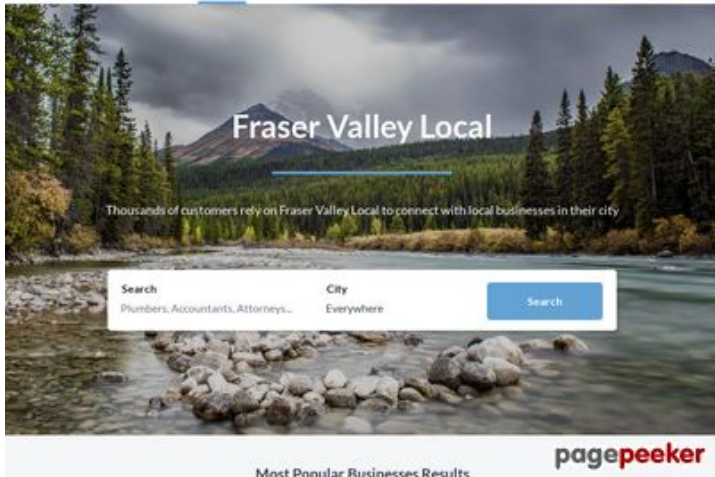 Fraser Valley Local
Thousands of customers rely on Fraser Valley Local to connect with local businesses in their city
Search
City
Plumbers, Accountants, Attorneys...
Everywhere
Search
Most Popular Businesses Results
pagepeeker